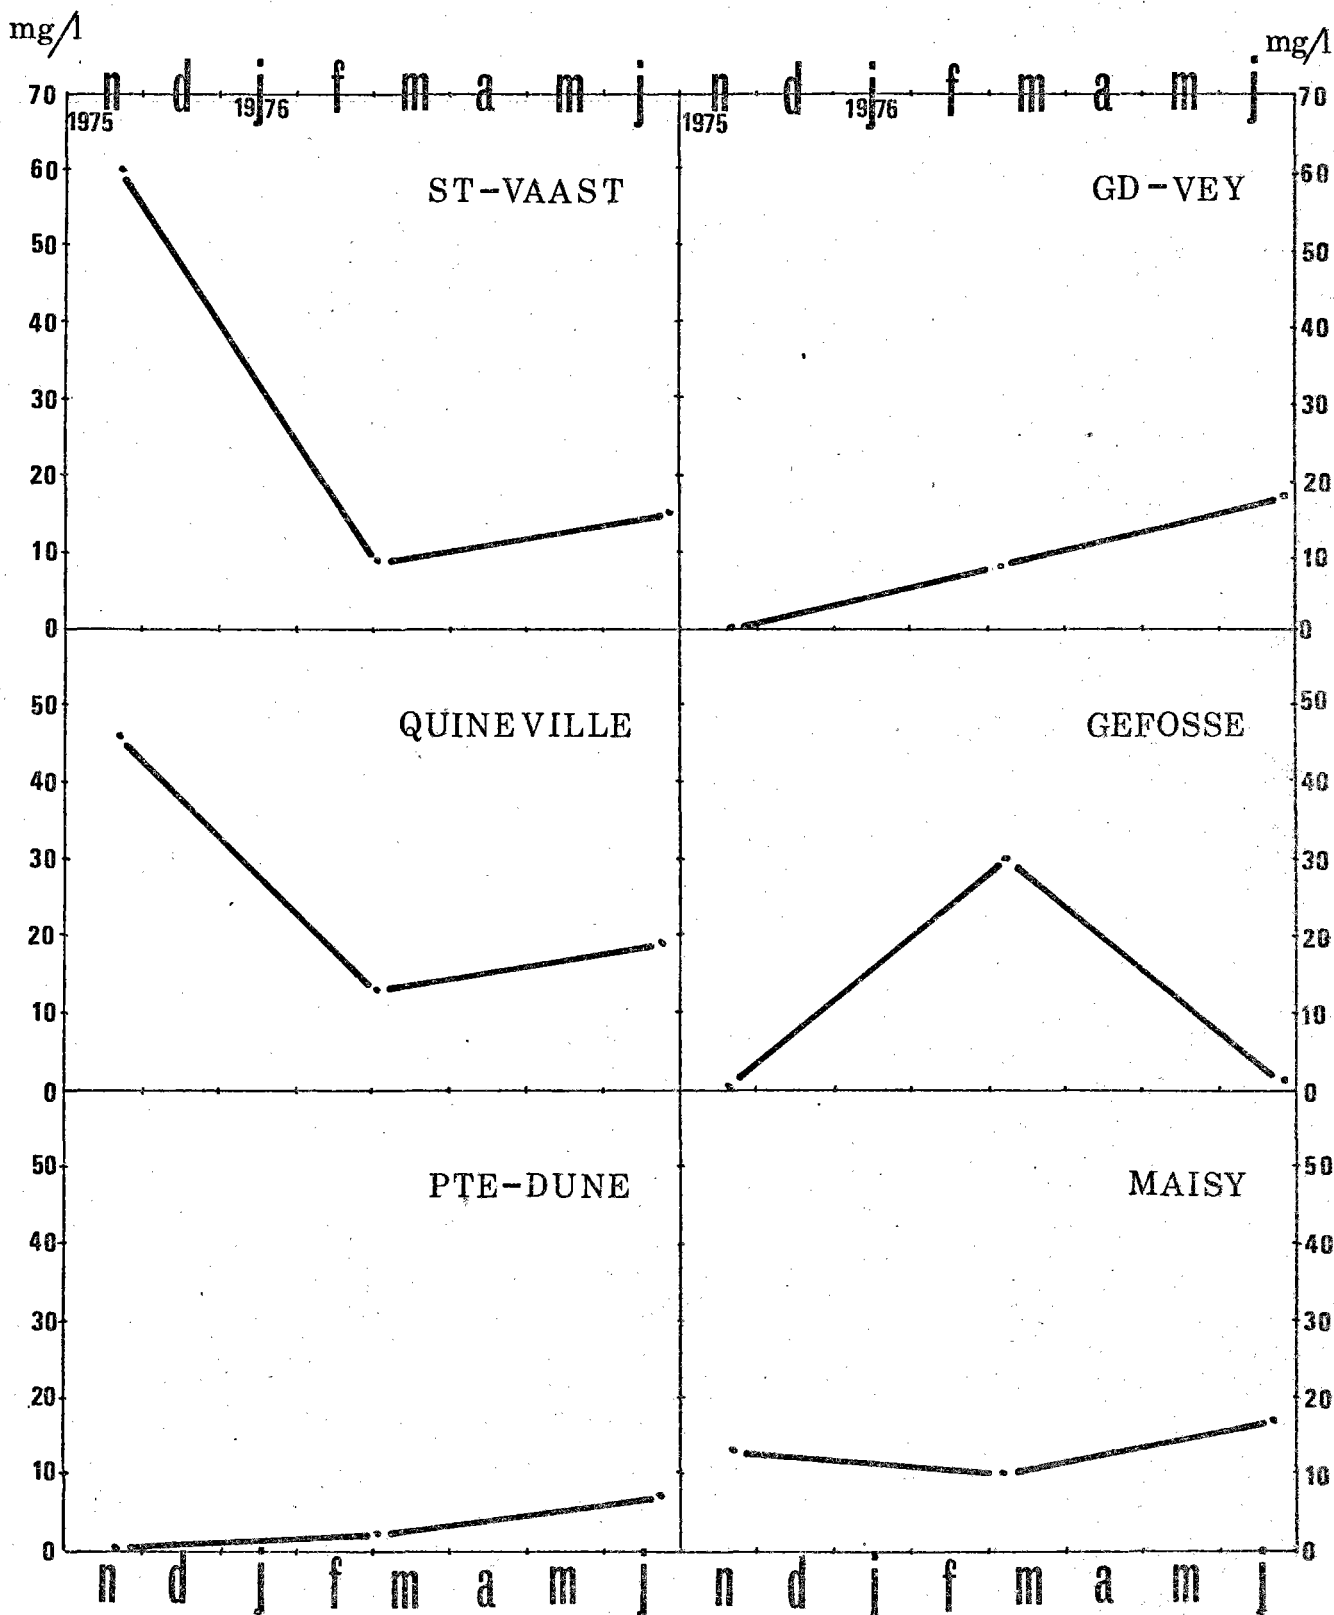 mg/l mg/l
n d j f m a m j n d j f m a m j
70 1975 1976 1975 1976 70
60 ST-VAAST GD-VEY 60
50 50
40 40
30 30
20 20
10 10
0 0
50 QUINEVILLE GEFOSSE 50
40 40
30 30
20 20
10 10
0 0
50 PTE-DUNE MAISY 50
40 40
30 30
20 20
10 10
0 0
n d j f m a m j n d j f m a m j